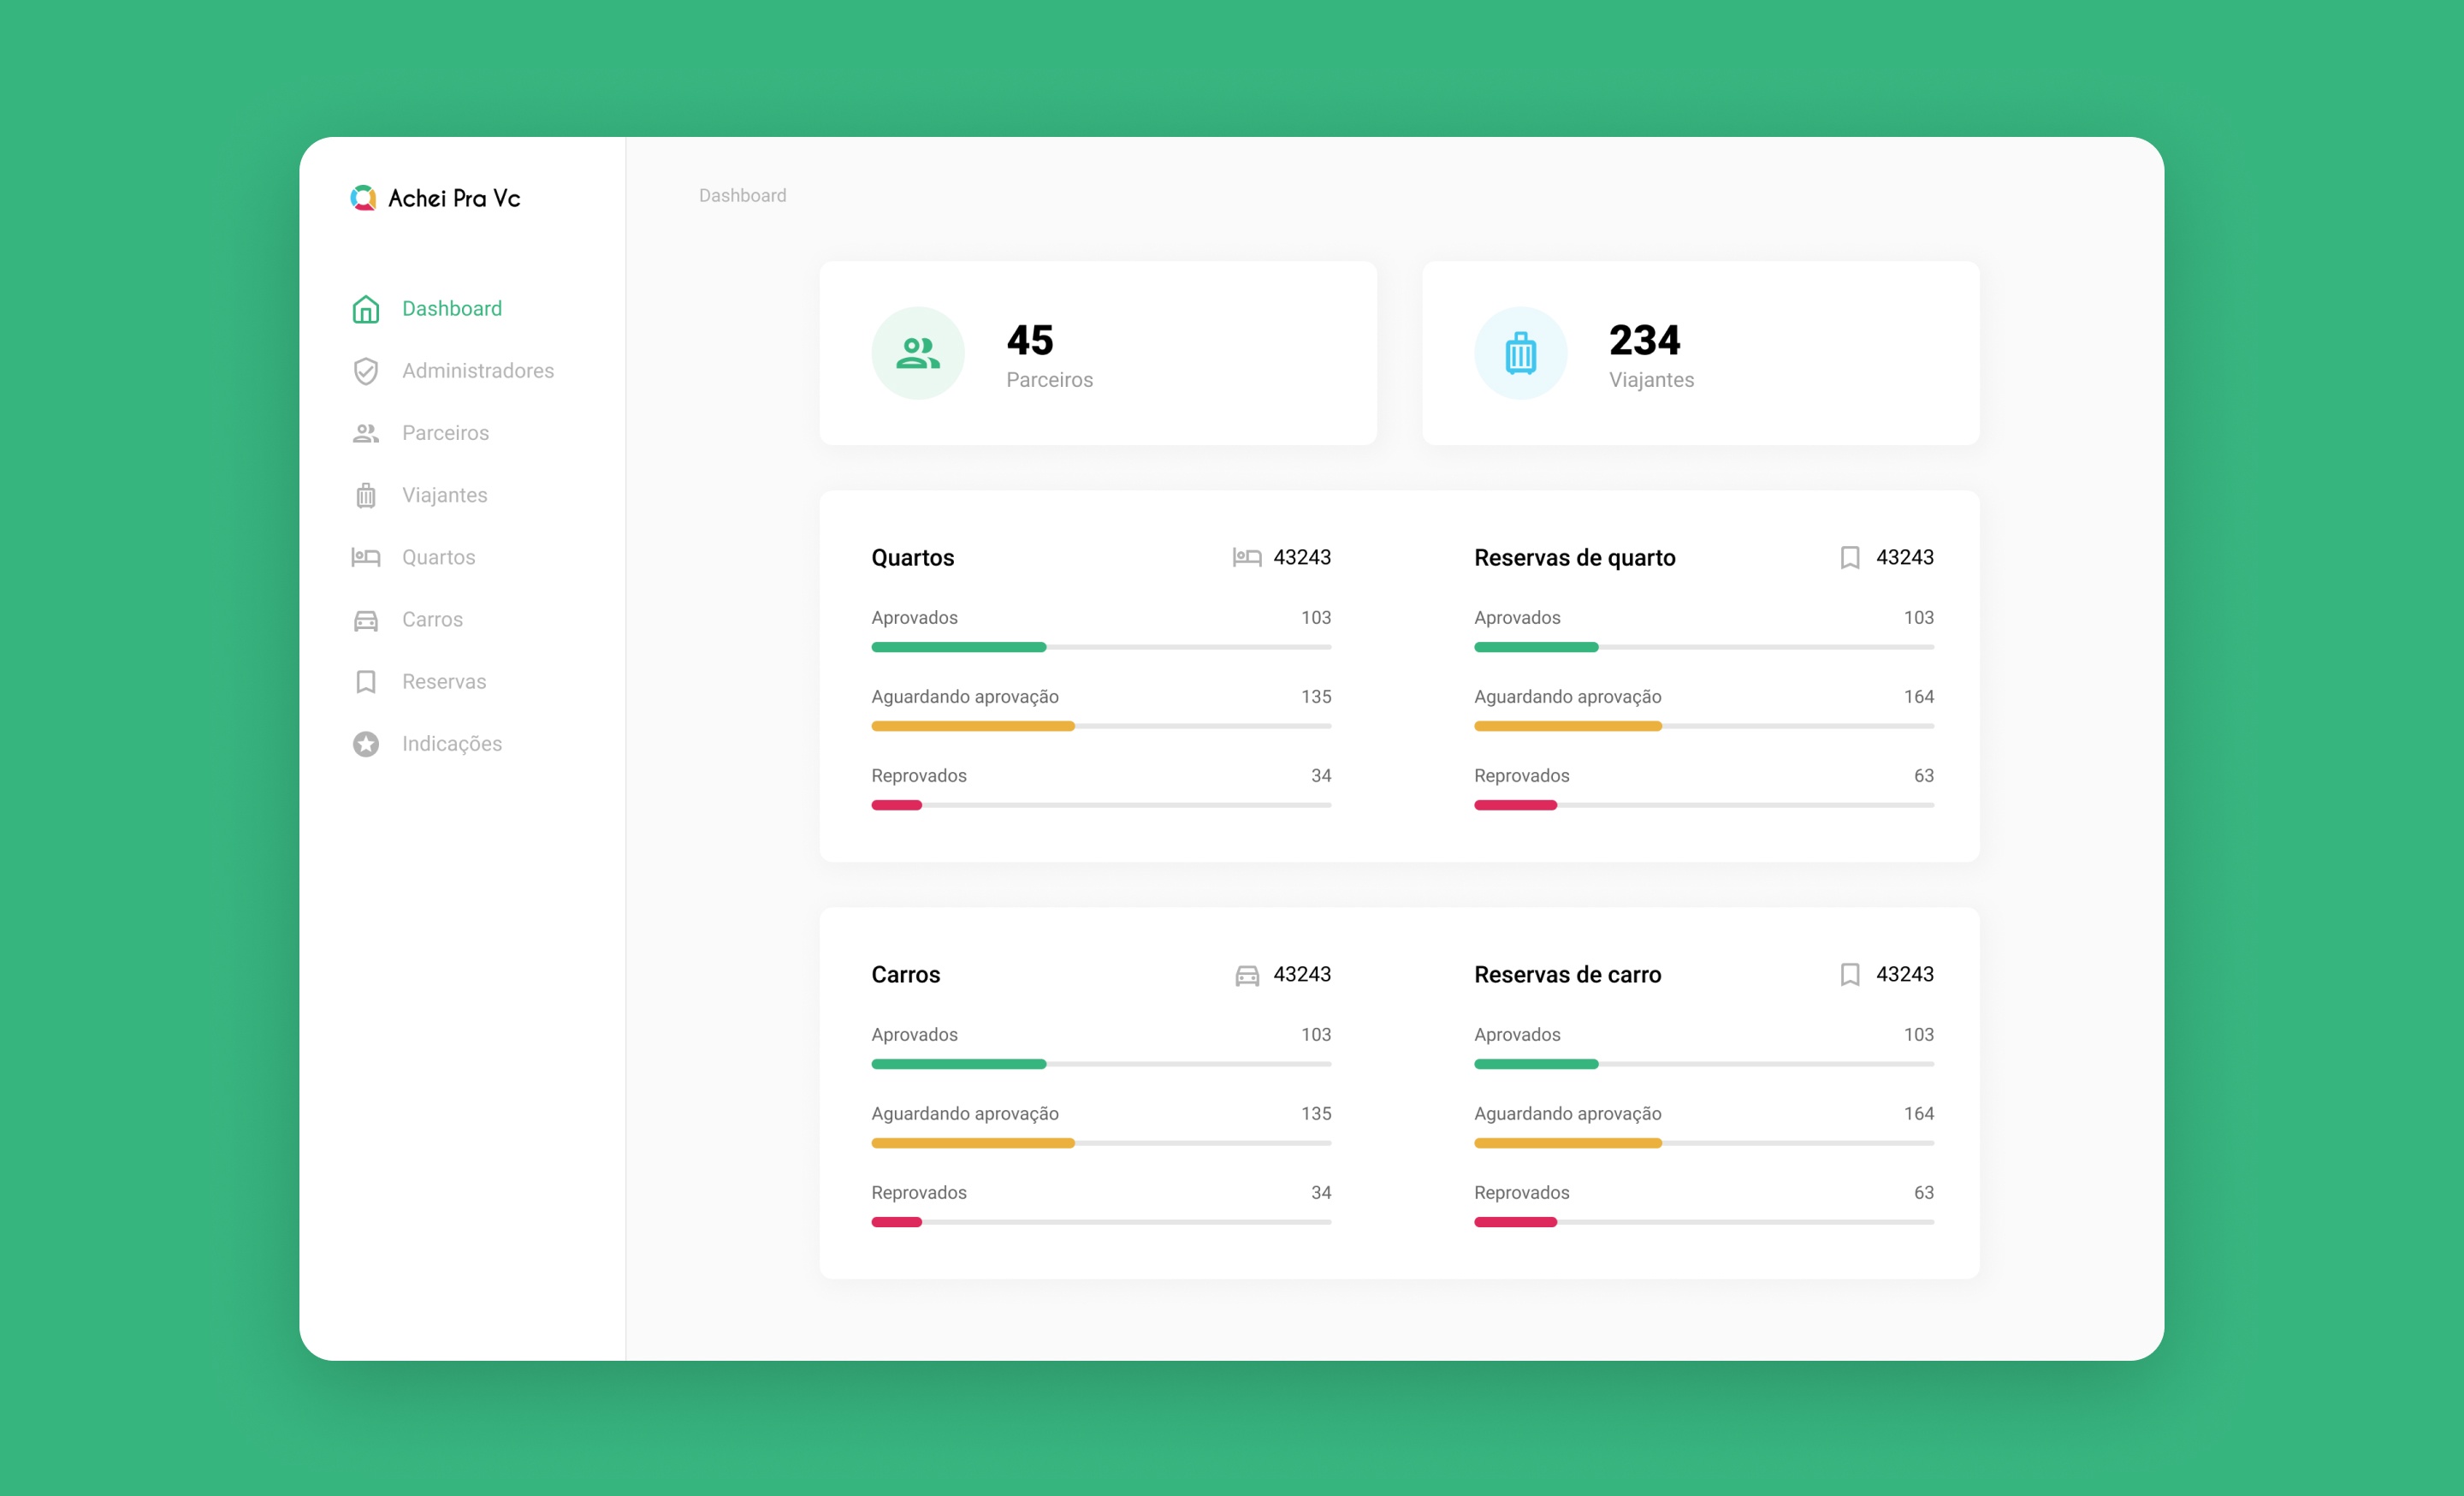 Achei Pra Vc
Dashboard
Administradores
Parceiros
Viajantes
Quartos
Carros
Reservas
Indicações
Dashboard
45
Parceiros
234
Viajantes
Quartos 43243
Aprovados 103
Aguardando aprovação 135
Reprovados 34
Reservas de quarto 43243
Aprovados 103
Aguardando aprovação 164
Reprovados 63
Carros 43243
Aprovados 103
Aguardando aprovação 135
Reprovados 34
Reservas de carro 43243
Aprovados 103
Aguardando aprovação 164
Reprovados 63